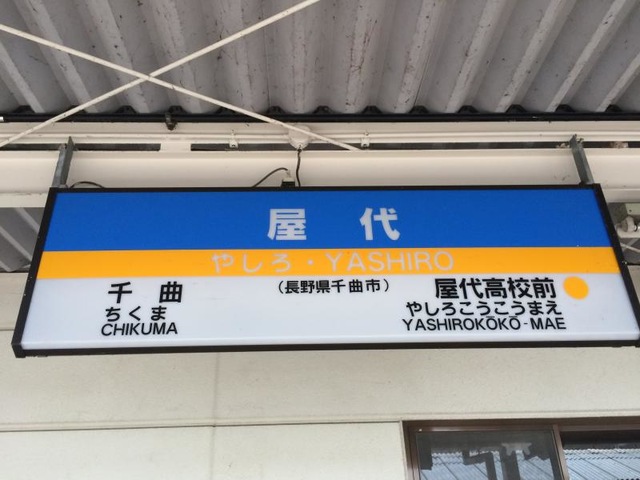 屋代
やしろ・YASHIRO
(長野県千曲市)
千曲
ちくま
CHIKUMA
屋代高校前
やしろこうこうまえ
YASHIROKŌKŌ-MAE